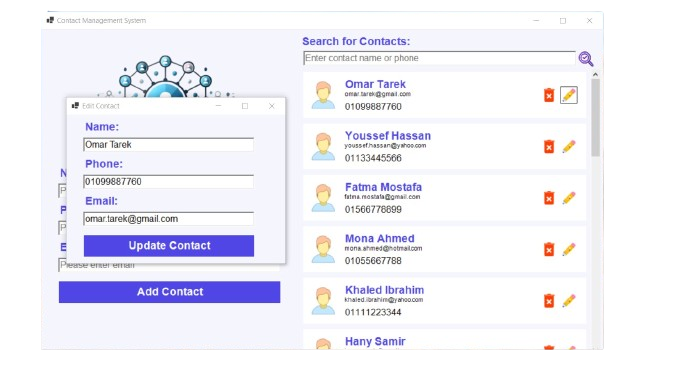 Contact Management System
Search for Contacts:
Enter contact name or phone
Edit Contact
Name:
Omar Tarek
Phone:
01099887760
Email:
omar.tarek@gmail.com
Update Contact
N
P
P
P
E
Please enter email
Add Contact
Omar Tarek
omar.tarek@gmail.com
01099887760
Youssef Hassan
youssef.hassan@yahoo.com
01133445566
Fatma Mostafa
fatma.mostafa@gmail.com
01566778899
Mona Ahmed
mona.ahmed@hotmail.com
01055667788
Khaled Ibrahim
khaled.ibrahim@yahoo.com
01111223344
Hany Samir